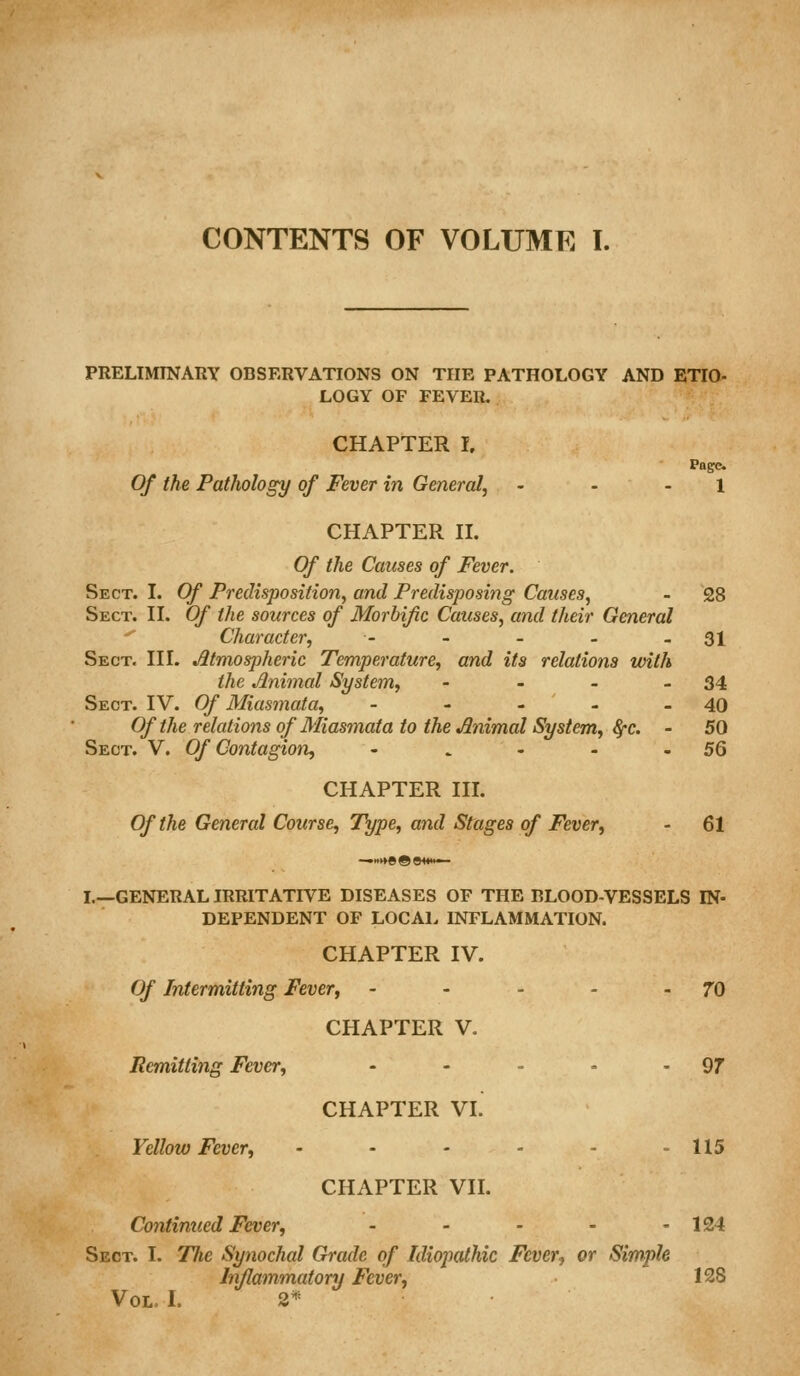 CONTENTS OF VOLUME I.
PRELIMINARY OBSERVATIONS ON THE PATHOLOGY AND ETIO-
LOGY OF FEVER.
CHAPTER I.
Page.
Of the Pathology of Fever in General, - - - 1
CHAPTER II.
Of the Causes of Fever.
Sect. I. Of Predisposition, and Predisposing Causes, - 28
Sect. II. Of the sources of Morbific Causes, and their General
Character, - - - - - 31
Sect. III. Atmospheric Temperature, and its relations with
the Animal System, - - - - 34
Sect. IV. Of Miasmata, - - - - - 40
Of the relations of Miasmata to the Animal System, &c. - 50
Sect. V. Of Contagion, - - - - - 56
CHAPTER III.
Of the General Course, Type, and Stages of Fever, - 61
I.—GENERAL IRRITATIVE DISEASES OF THE BLOOD-VESSELS IN-
DEPENDENT OF LOCAL INFLAMMATION.
CHAPTER IV.
Of Intermitting Fever, - - - - - 70
CHAPTER V.
Remitting Fever, - - - - - 97
CHAPTER VI.
Yellow Fever, - - - - - - 115
CHAPTER VII.
Continued Fever, - - - - - 124
Sect. I. The Synochal Grade of Idiopathic Fever, or Simple
Inflammatory Fever, 128
Vol. I. 2*